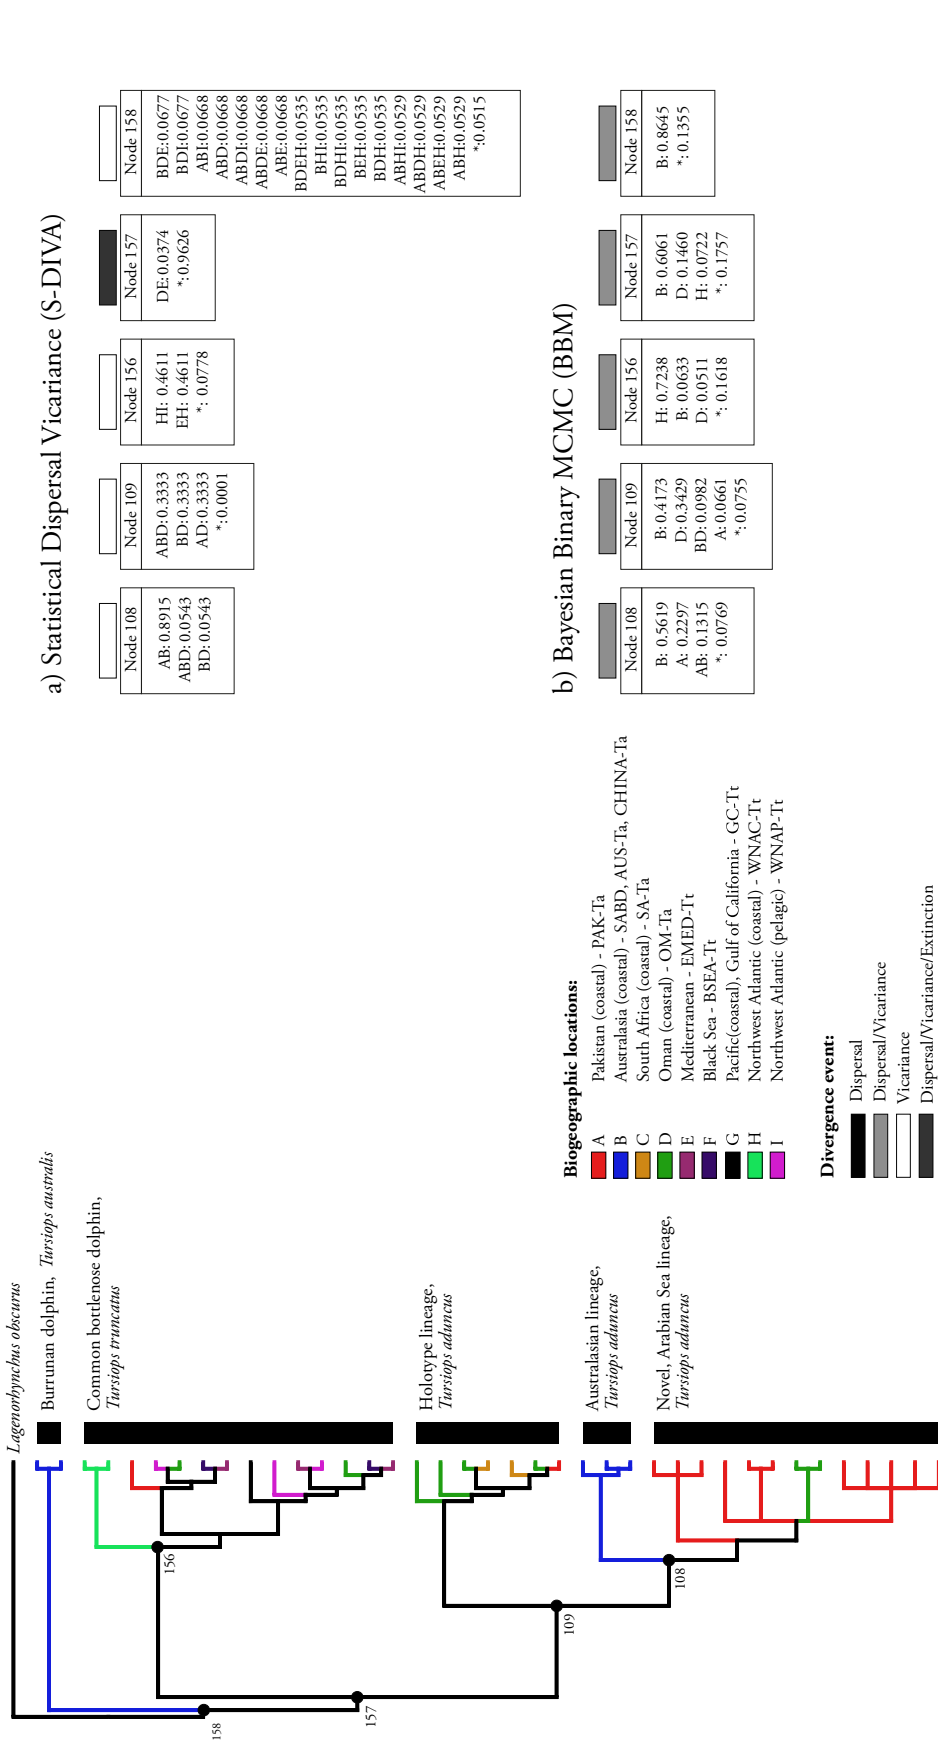 Lagenorhynchus obscurus
Burrunan dolphin, Tursiops australis
Common bottlenose dolphin,
Tursiops truncatus
Holotype lineage,
Tursiops aduncus
Australasian lineage,
Tursiops aduncus
Novel, Arabian Sea lineage,
Tursiops aduncus
158
157
156
109
108
Biogeographic locations:
A Pakistan (coastal) - PAK-Ta
B Australasia (coastal) - SABD, AUS-Ta, CHINA-Ta
C South Africa (coastal) - SA-Ta
D Oman (coastal) - OM-Ta
E Mediterranean - EMED-Tt
F Black Sea - BSEA-Tt
G Pacific(coastal), Gulf of California - GC-Tt
H Northwest Atlantic (coastal) - WNAC-Tt
I Northwest Atlantic (pelagic) - WNAP-Tt
Divergence event:
Dispersal
Dispersal/Vicariance
Vicariance
Dispersal/Vicariance/Extinction
a) Statistical Dispersal Vicariance (S-DIVA)
Node 108
AB: 0.8915
ABD: 0.0543
BD: 0.0543
Node 109
ABD: 0.3333
BD: 0.3333
AD: 0.3333
*: 0.0001
Node 156
HI: 0.4611
EH: 0.4611
*: 0.0778
Node 157
DE: 0.0374
*: 0.9626
Node 158
BDE:0.0677
BDI:0.0677
ABI:0.0668
ABD:0.0668
ABDI:0.0668
ABDE:0.0668
ABE:0.0668
BDEH:0.0535
BHI:0.0535
BDHI:0.0535
BEH:0.0535
BDH:0.0535
ABHI:0.0529
ABDH:0.0529
ABEH:0.0529
ABH:0.0529
*:0.0515
b) Bayesian Binary MCMC (BBM)
Node 108
B: 0.5619
A: 0.2297
AB: 0.1315
*: 0.0769
Node 109
B: 0.4173
D: 0.3429
BD: 0.0982
A: 0.0661
*: 0.0755
Node 156
H: 0.7238
B: 0.0633
D: 0.0511
*: 0.1618
Node 157
B: 0.6061
D: 0.1460
H: 0.0722
*: 0.1757
Node 158
B: 0.8645
*: 0.1355